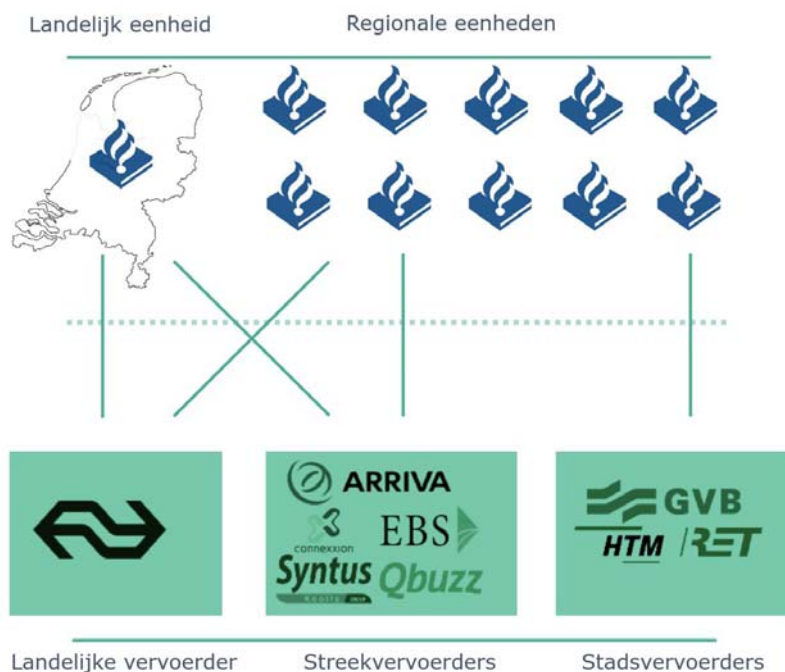 Landelijk eenheid
Regionale eenheden
ARRIVA
connexxion
EBS
Syntus
Qbuzz
GVB
HTM
RET
Landelijke vervoerder
Streekvervoerders
Stadsvervoerders